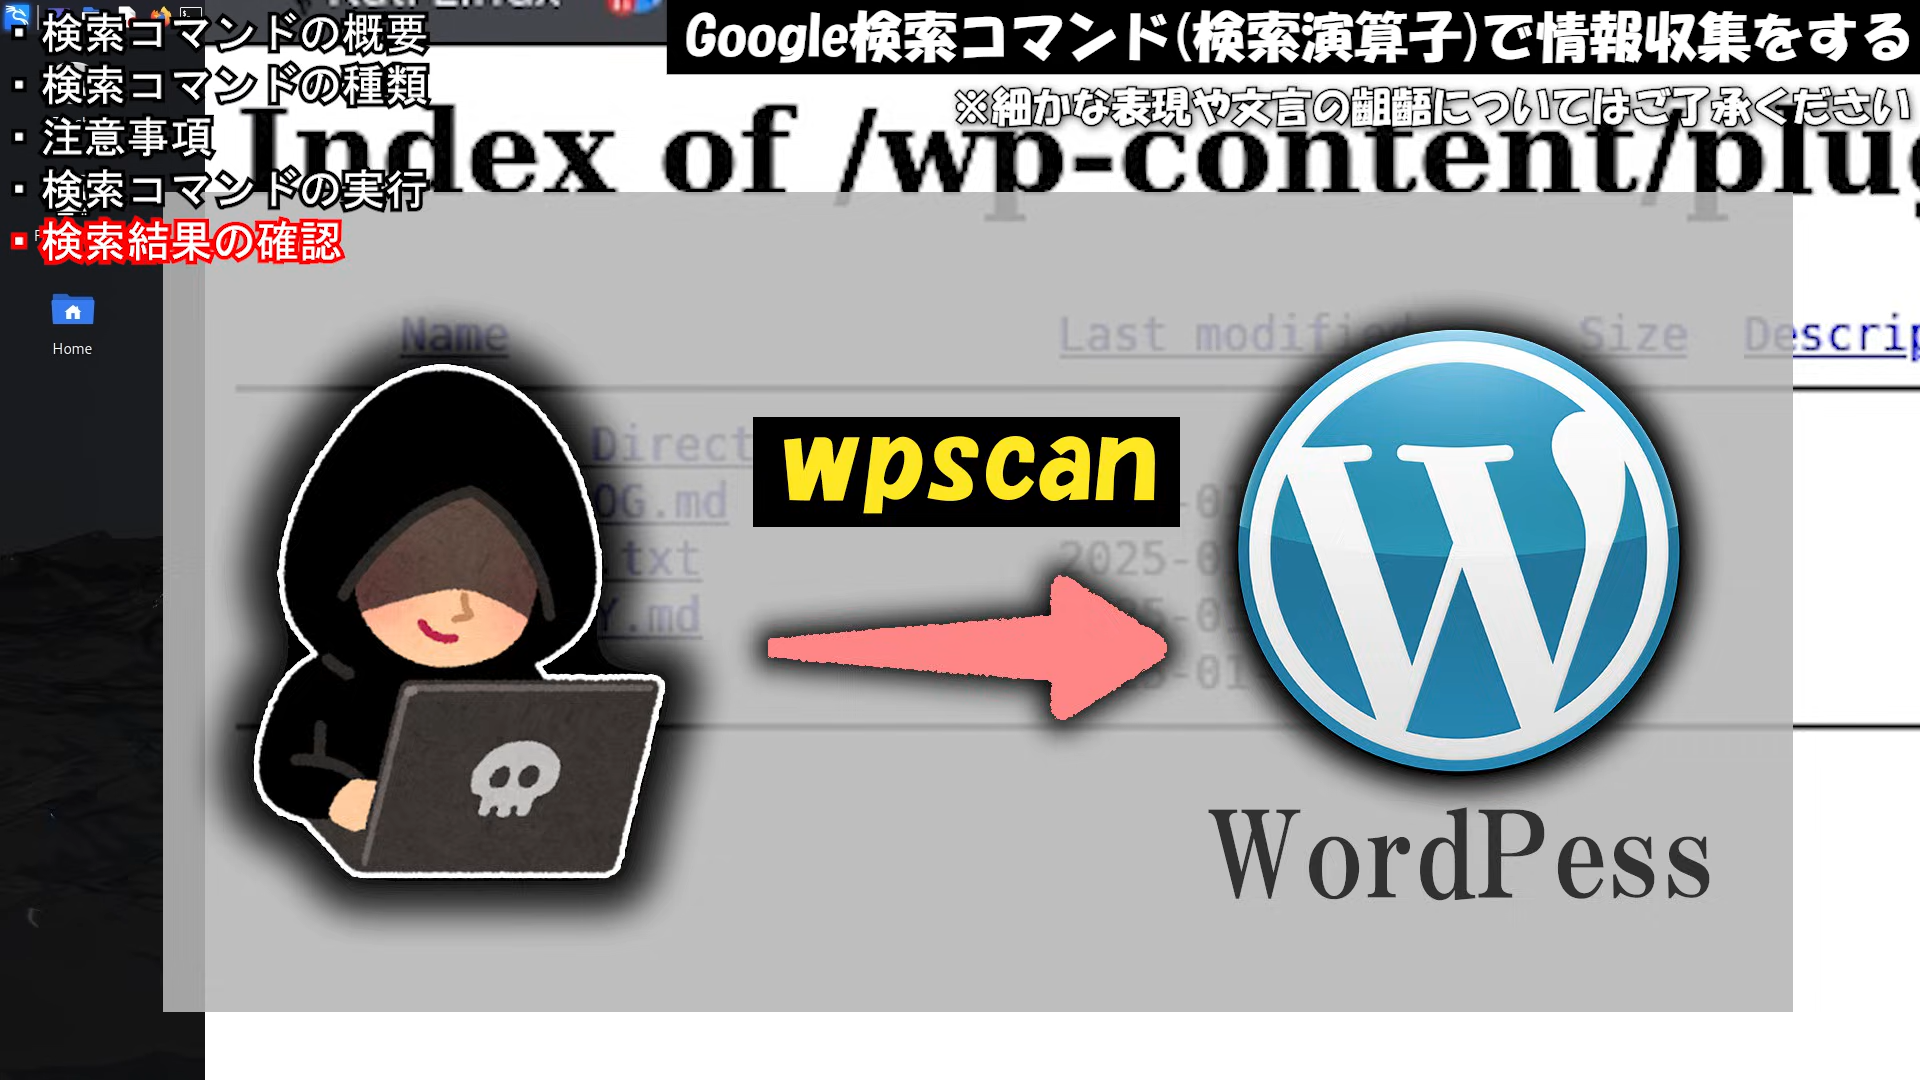 ・検索コマンドの概要
・検索コマンドの種類
・注意事項
・検索コマンドの実行
・検索結果の確認
Google検索コマンド(検索演算子)で情報収集をする
※細かな表現や文言の齟齬についてはご了承ください
Index of /wp-content/plug
Home
Name
Last modified
Size
Descrip
Direct
OG.md
.txt
2025-0
Y.md
wpscan
WordPess